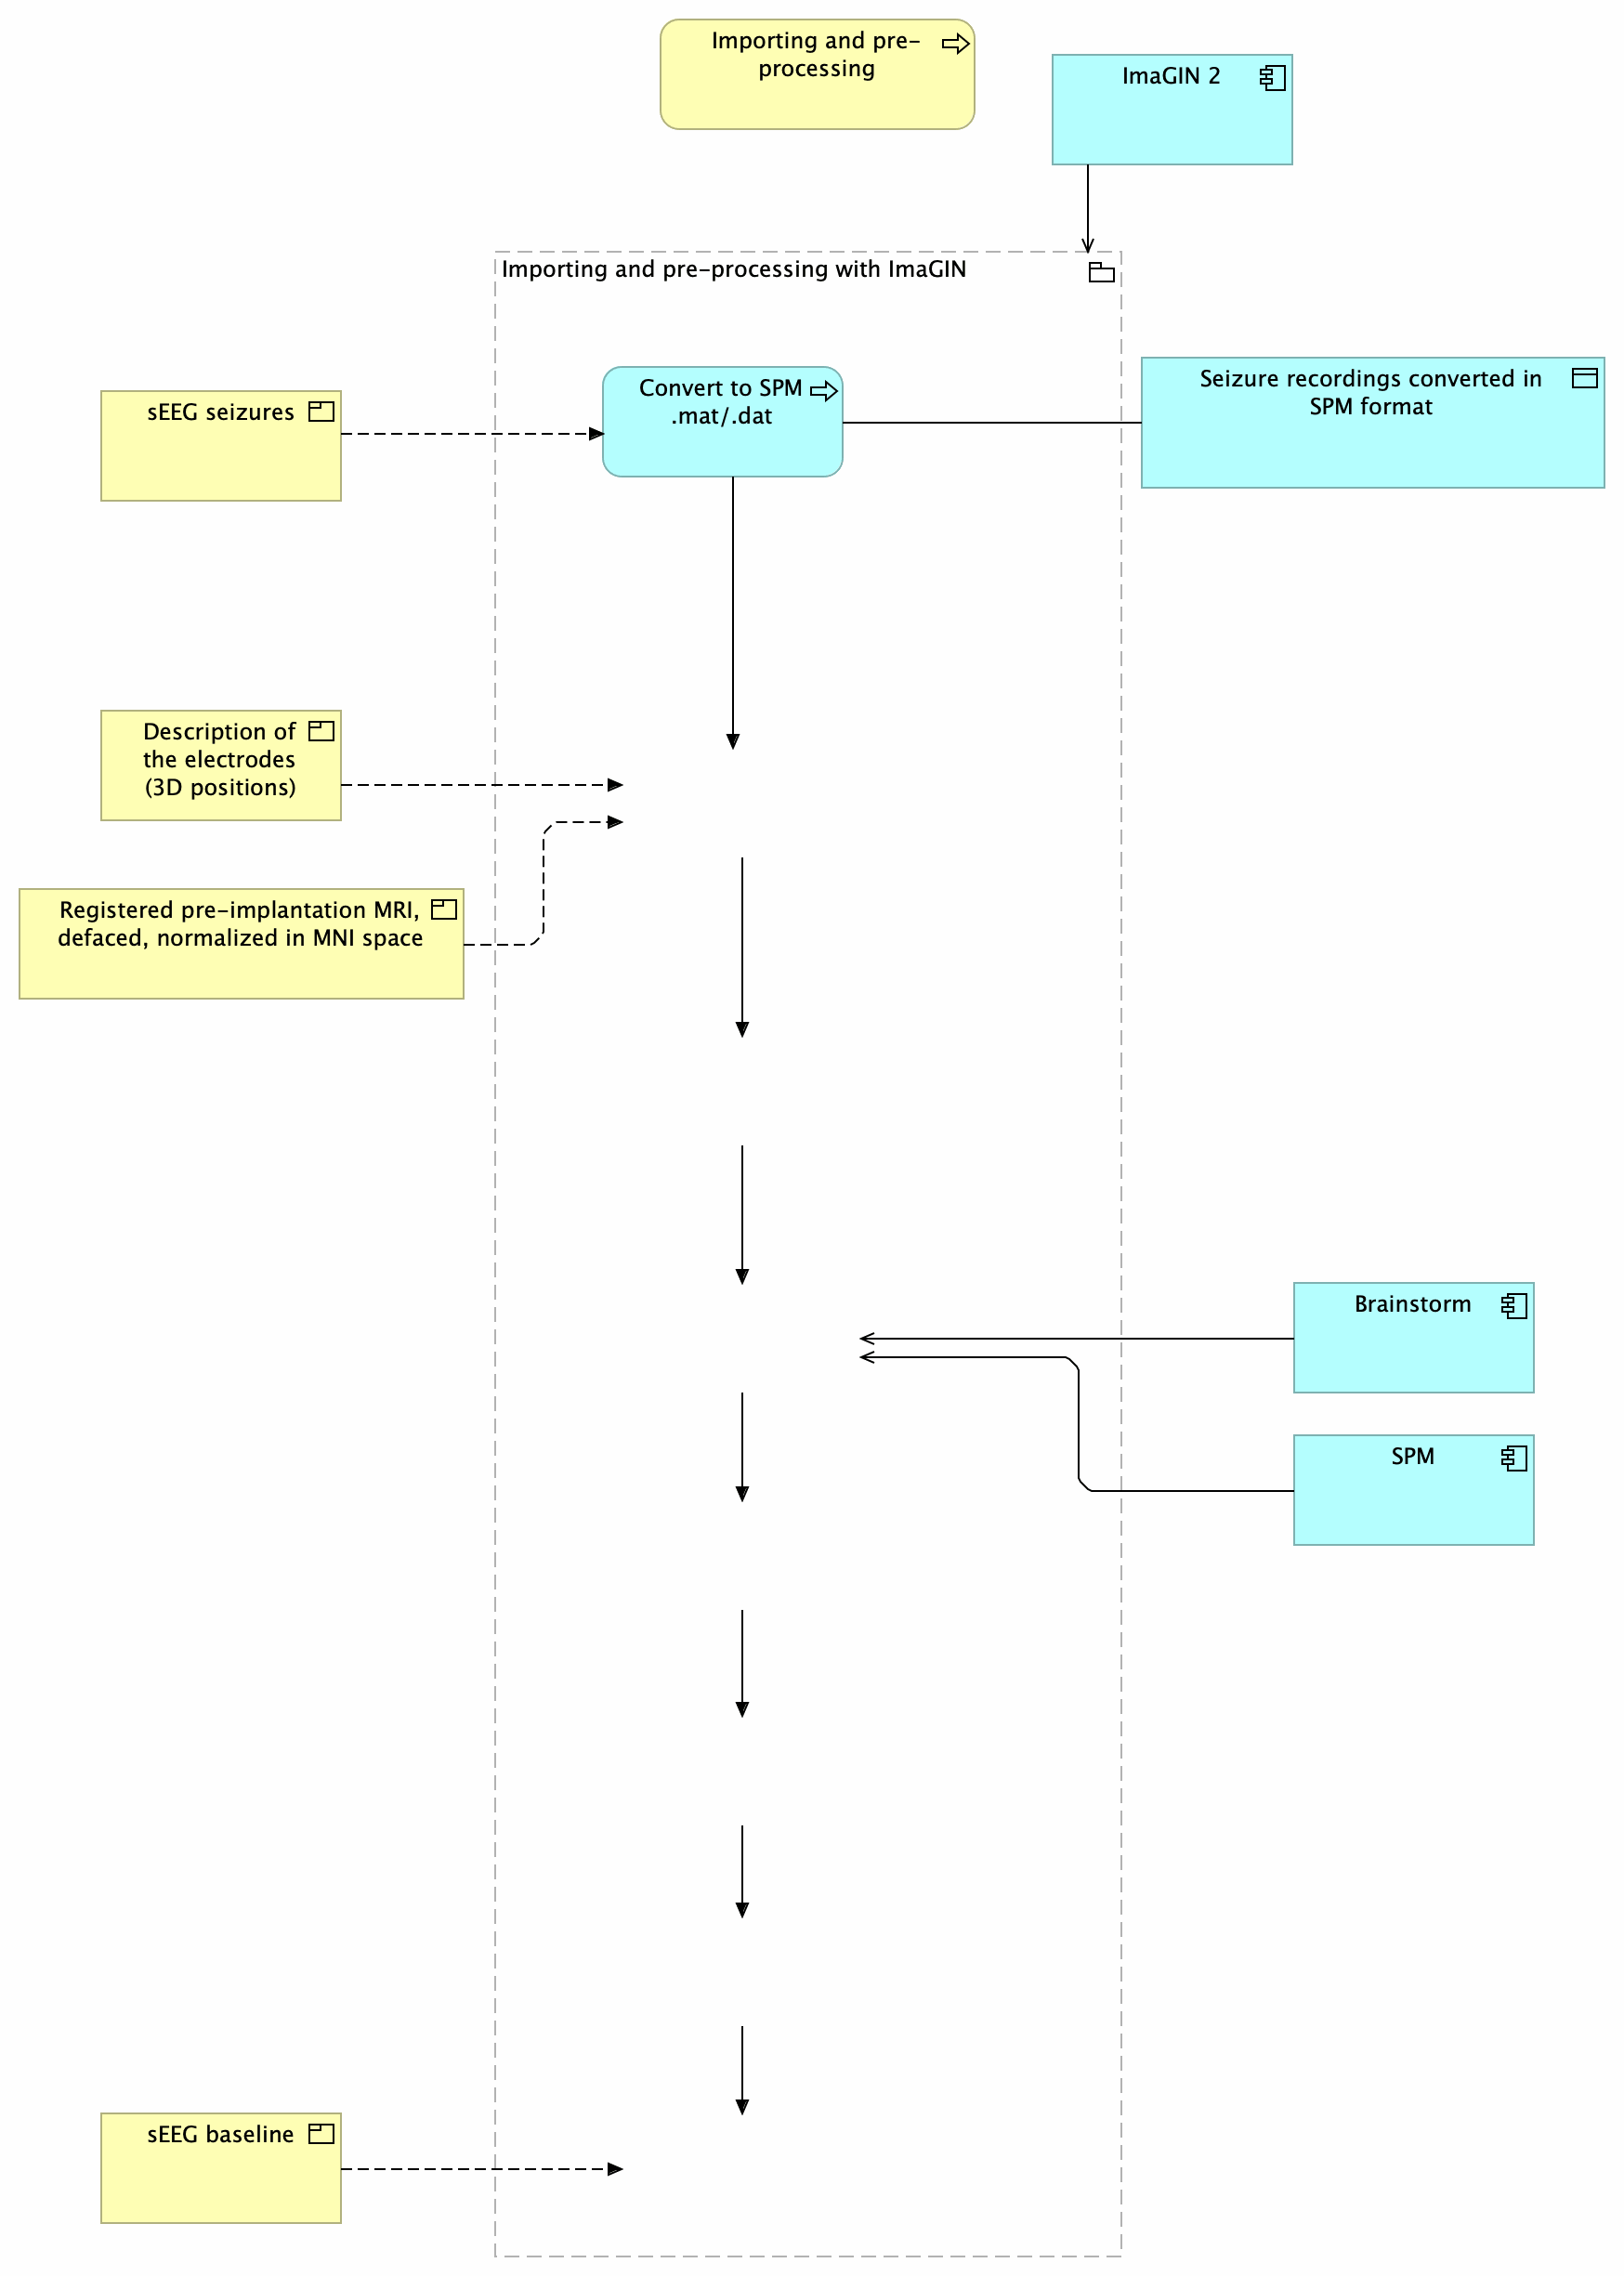 Importing and pre-
processing
ImaGIN 2
Importing and pre-processing with ImaGIN
Convert to SPM
.mat/.dat
Seizure recordings converted in
SPM format
sEEG seizures
Description of
the electrodes
(3D positions)
Registered pre-implantation MRI,
defaced, normalized in MNI space
Brainstorm
SPM
sEEG baseline